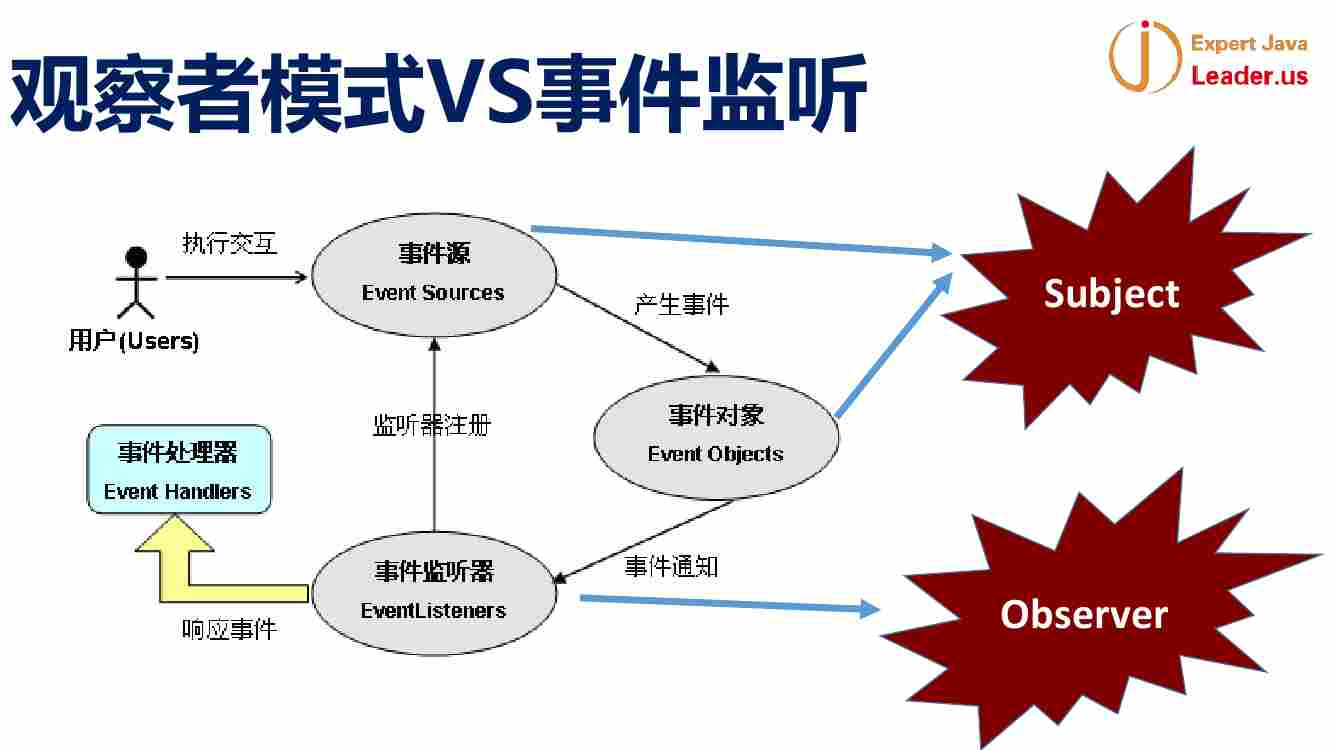 观察者模式VS事件监听
Expert Java
Leader.us
执行交互
事件源
Event Sources
用户(Users)
产生事件
Subject
监听器注册
事件对象
Event Objects
事件处理器
Event Handlers
事件监听器
EventListeners
事件通知
响应事件
Observer